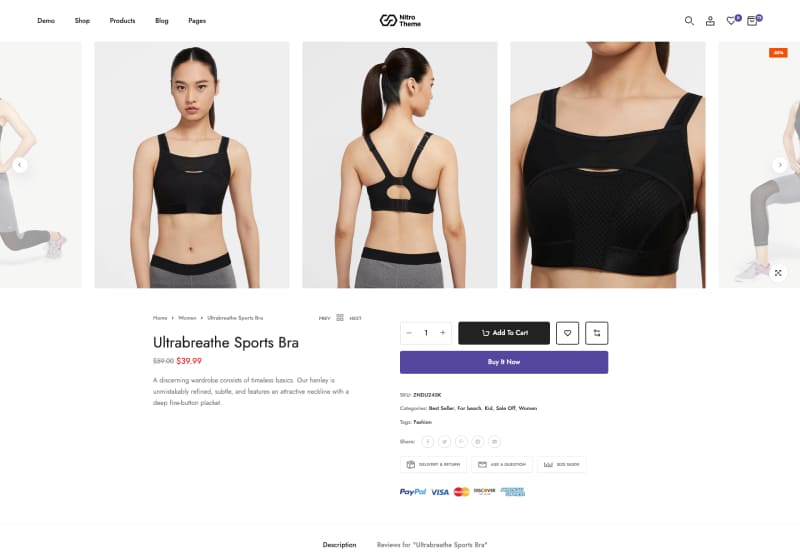 Demo Shop Products Blog Pages
Nitro
Theme
-40%
Home Women Ultrabreathe Sports Bra
PREV NEXT
Ultrabreathe Sports Bra
$59.00 $39.99
A discerning wardrobe consists of timeless basics. Our henley is
unmistakably refined, subtle, and features an attractive neckline with a
deep five-button placket.
− 1 +
Add To Cart
Buy It Now
SKU: ZNDU24SK
Categories: Best Seller, For beach, Kid, Sale Off, Women
Tags: Fashion
Share:
DELIVERY & RETURN ASK A QUESTION SIZE GUIDE
PayPal VISA MasterCard DISCOVER AMERICAN EXPRESS
Description Reviews for "Ultrabreathe Sports Bra"